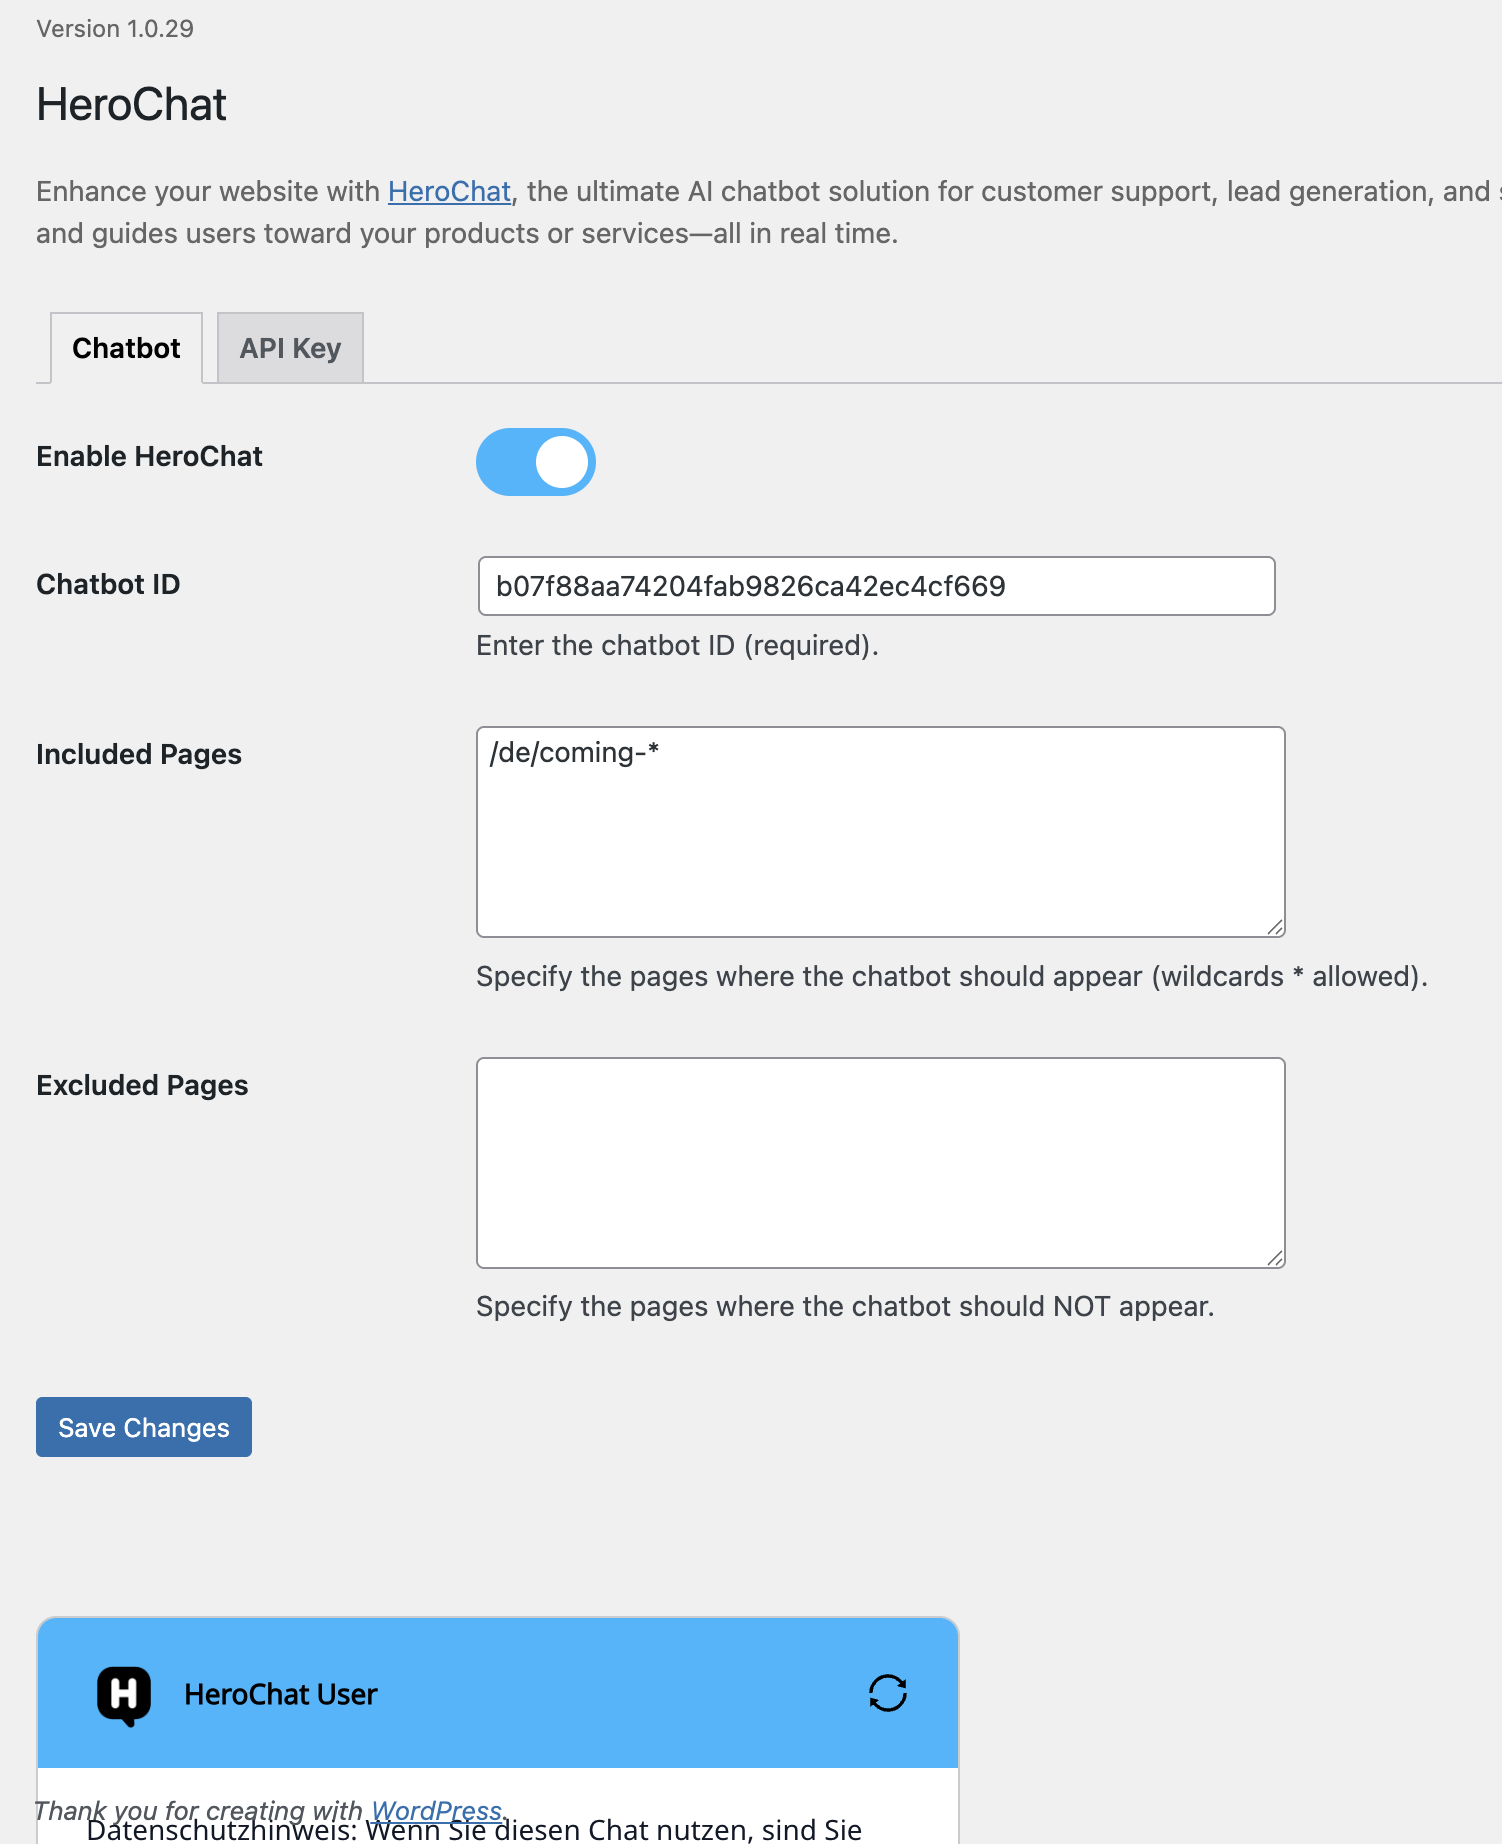 Version 1.0.29
HeroChat
Enhance your website with HeroChat, the ultimate AI chatbot solution for customer support, lead generation, and
and guides users toward your products or services—all in real time.
Chatbot
API Key
Enable HeroChat
Chatbot ID
b07f88aa74204fab9826ca42ec4cf669
Enter the chatbot ID (required).
Included Pages
/de/coming-*
Specify the pages where the chatbot should appear (wildcards * allowed).
Excluded Pages
Specify the pages where the chatbot should NOT appear.
Save Changes
H
HeroChat User
Thank you for creating with WordPress.
Datenschutzhinweis: Wenn Sie diesen Chat nutzen, sind Sie